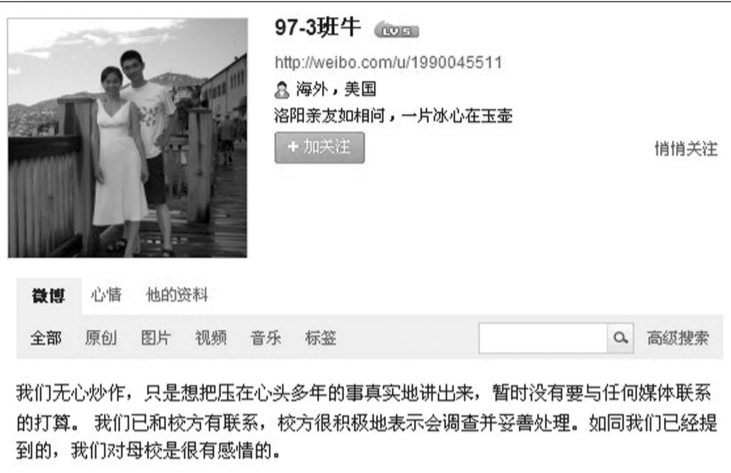 97-3班牛 LV5
http://weibo.com/u/1990045511
海外，美国
洛阳亲友如相问，一片冰心在玉壶
+ 加关注 悄悄关注
微博 心情 他的资料
全部 原创 图片 视频 音乐 标签 高级搜索
我们无心炒作，只是想把压在心头多年的事真实地讲出来，暂时没有要与任何媒体联系
的打算。 我们已和校方有联系，校方很积极地表示会调查并妥善处理。如同我们已经提
到的，我们对母校是很有感情的。